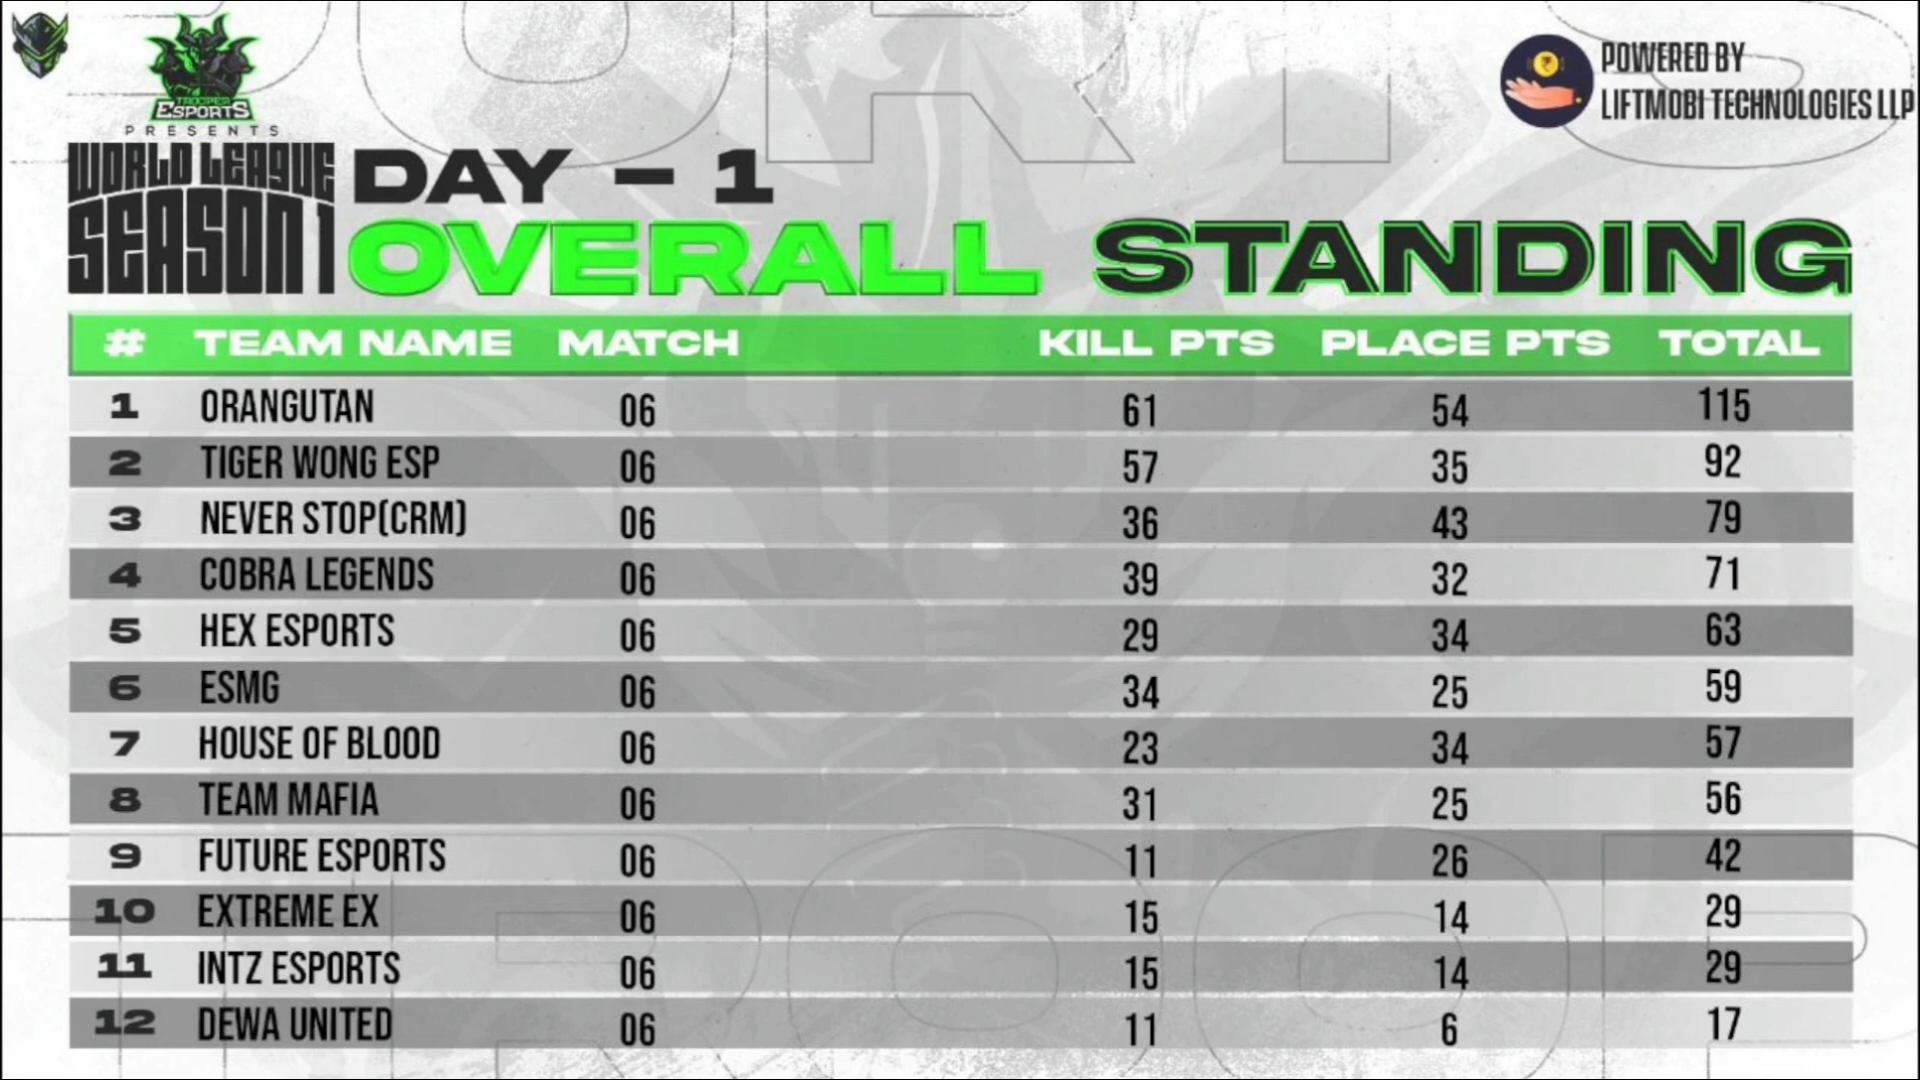 TROOPER
ESPORTS
PRESENTS
POWERED BY
LIFTMOBI TECHNOLOGIES LLP
WORLD LEAGUE
SEASON 1
DAY - 1
OVERALL STANDING
# TEAM NAME MATCH KILL PTS PLACE PTS TOTAL
1 ORANGUTAN 06 61 54 115
2 TIGER WONG ESP 06 57 35 92
3 NEVER STOP(CRM) 06 36 43 79
4 COBRA LEGENDS 06 39 32 71
5 HEX ESPORTS 06 29 34 63
6 ESMG 06 34 25 59
7 HOUSE OF BLOOD 06 23 34 57
8 TEAM MAFIA 06 31 25 56
9 FUTURE ESPORTS 06 11 26 42
10 EXTREME EX 06 15 14 29
11 INTZ ESPORTS 06 15 14 29
12 DEWA UNITED 06 11 6 17